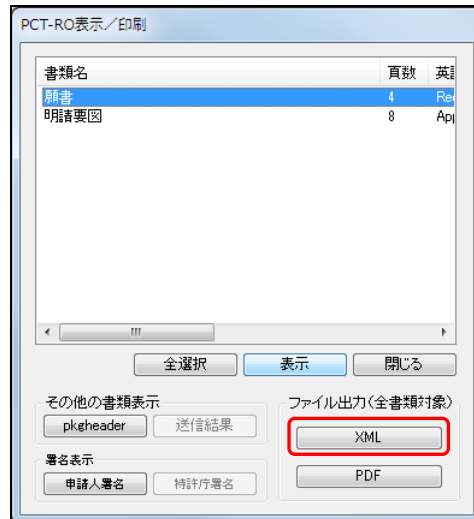 PCT-RO表示／印刷
書類名 頁数 英
願書 4 Re
明請要図 8 Ap
全選択 表示 閉じる
その他の書類表示 ファイル出力(全書類対象)
pkgheader 送信結果 XML
署名表示
申請人署名 特許庁署名 PDF